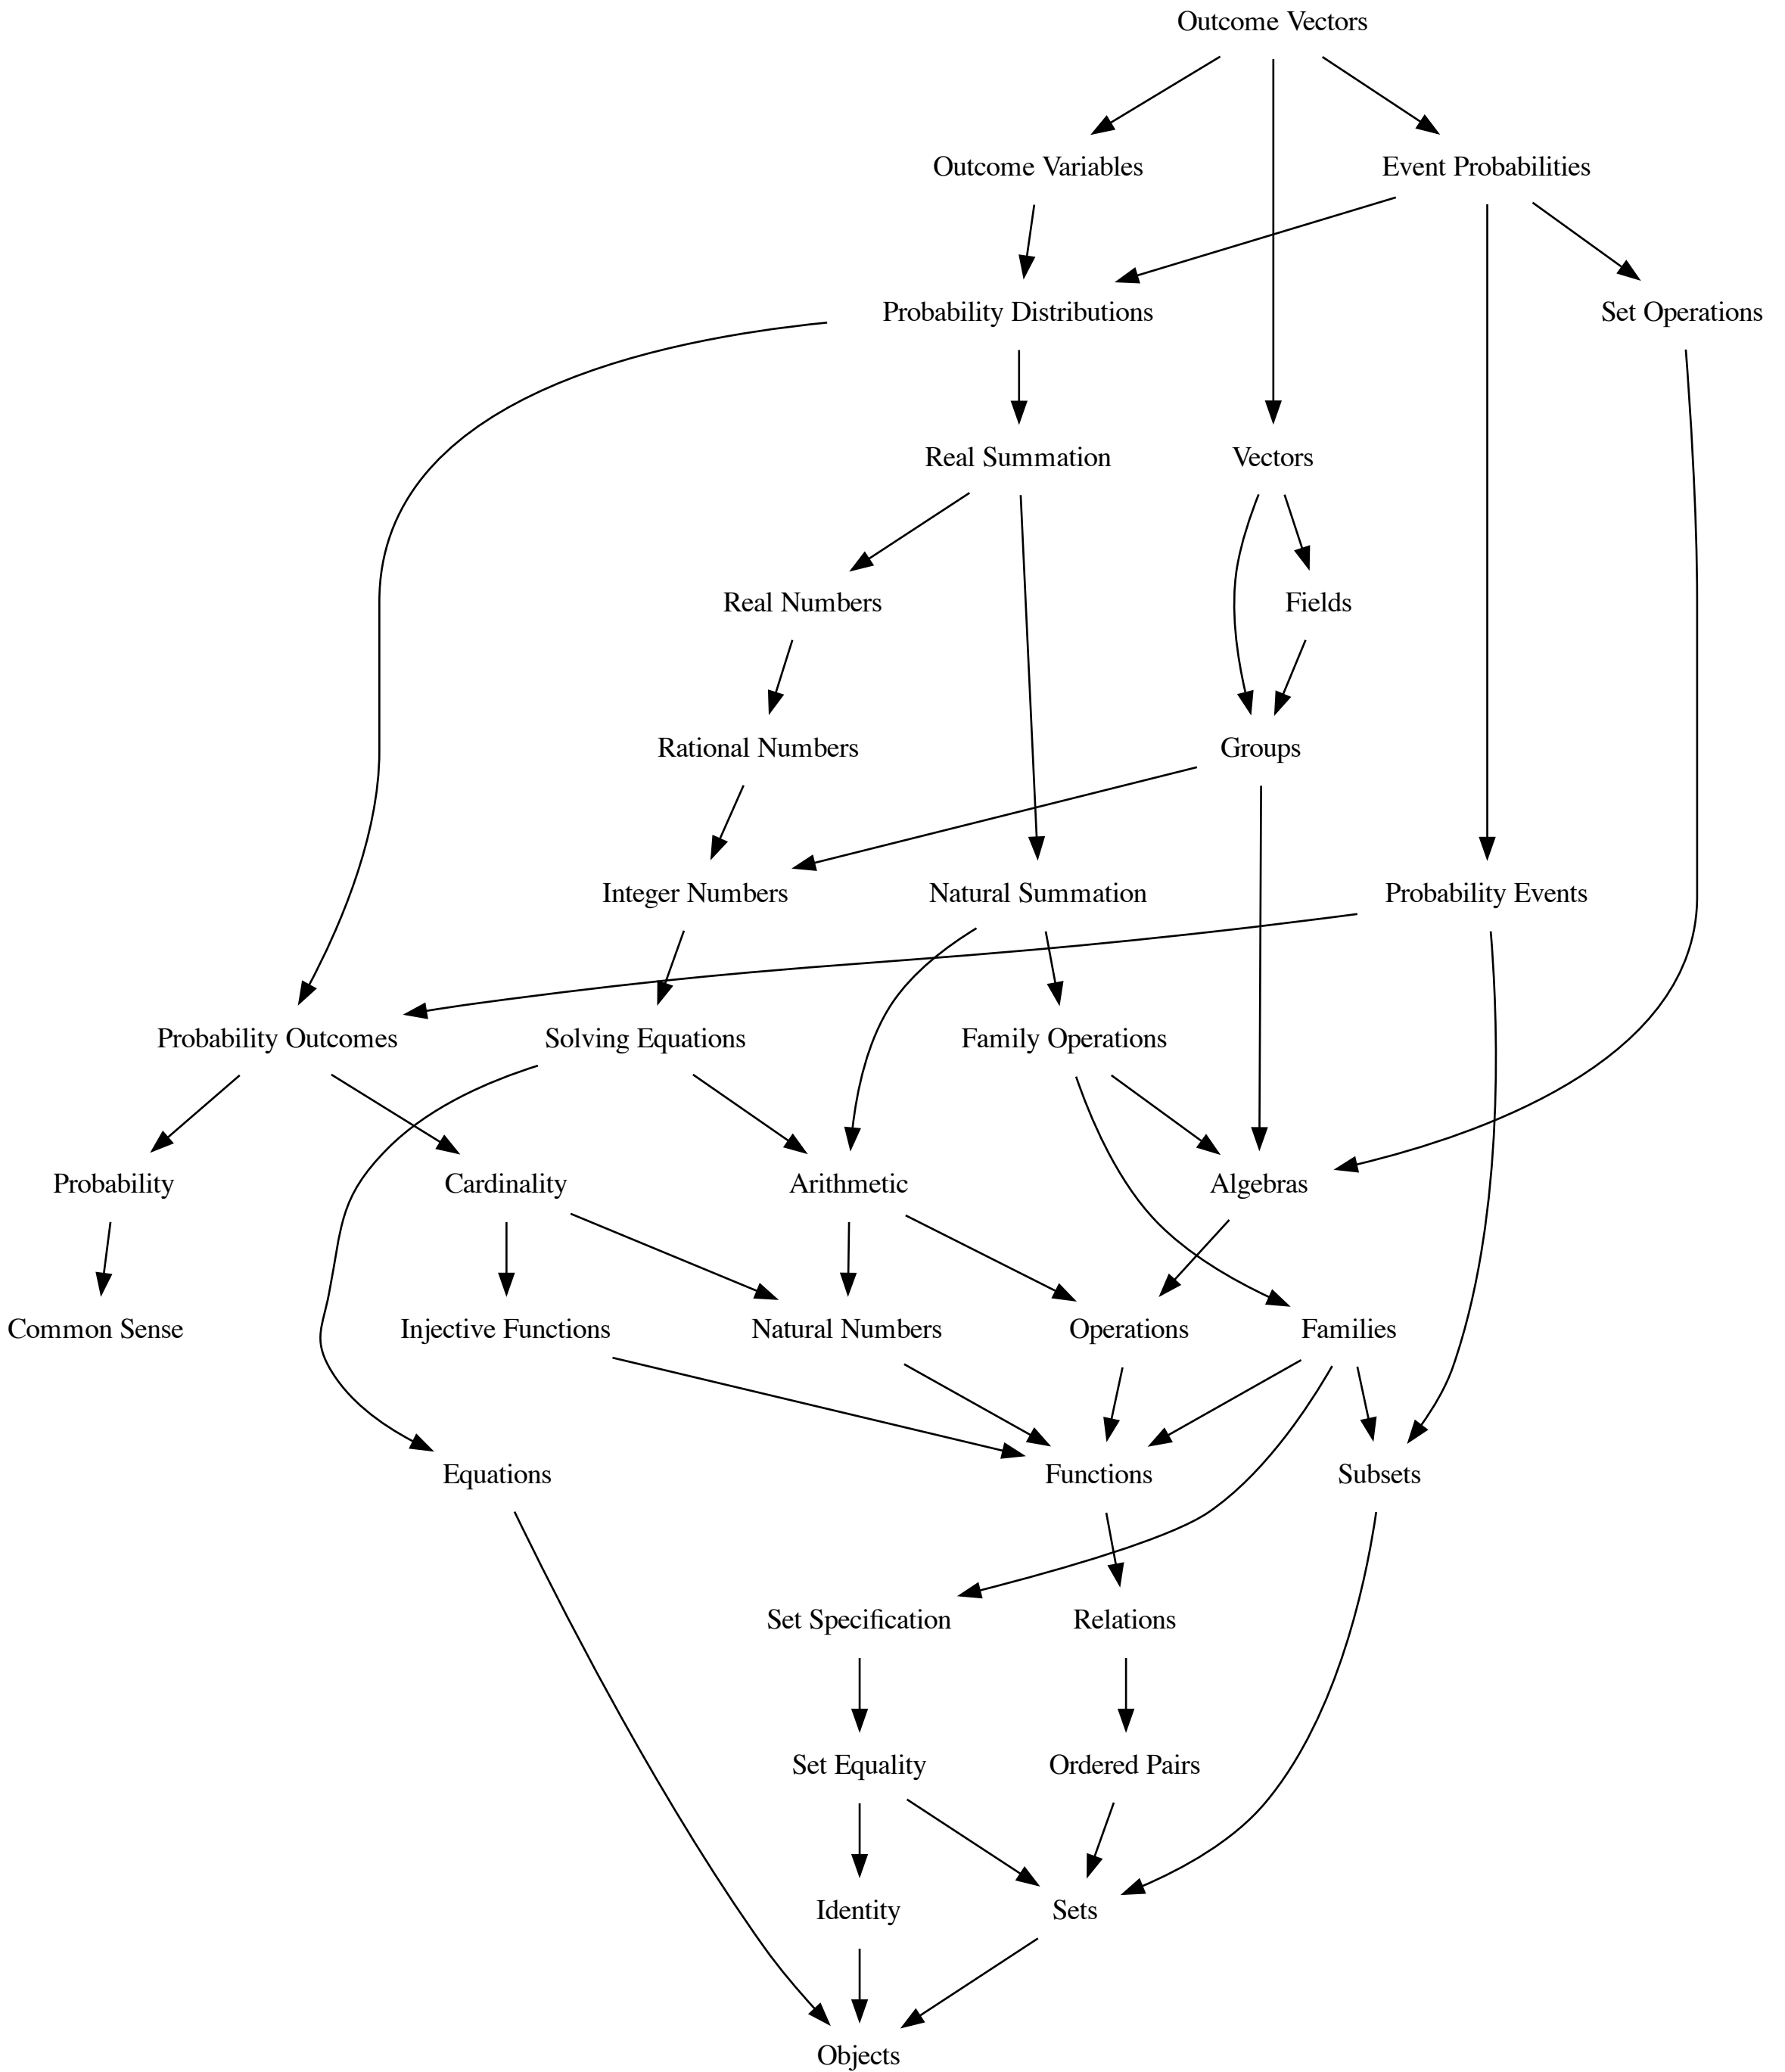 Outcome Vectors
Outcome Variables
Event Probabilities
Probability Distributions
Set Operations
Real Summation
Vectors
Real Numbers
Fields
Rational Numbers
Groups
Integer Numbers
Natural Summation
Probability Events
Probability Outcomes
Solving Equations
Family Operations
Probability
Cardinality
Arithmetic
Algebras
Common Sense
Injective Functions
Natural Numbers
Operations
Families
Equations
Functions
Subsets
Set Specification
Relations
Set Equality
Ordered Pairs
Identity
Sets
Objects